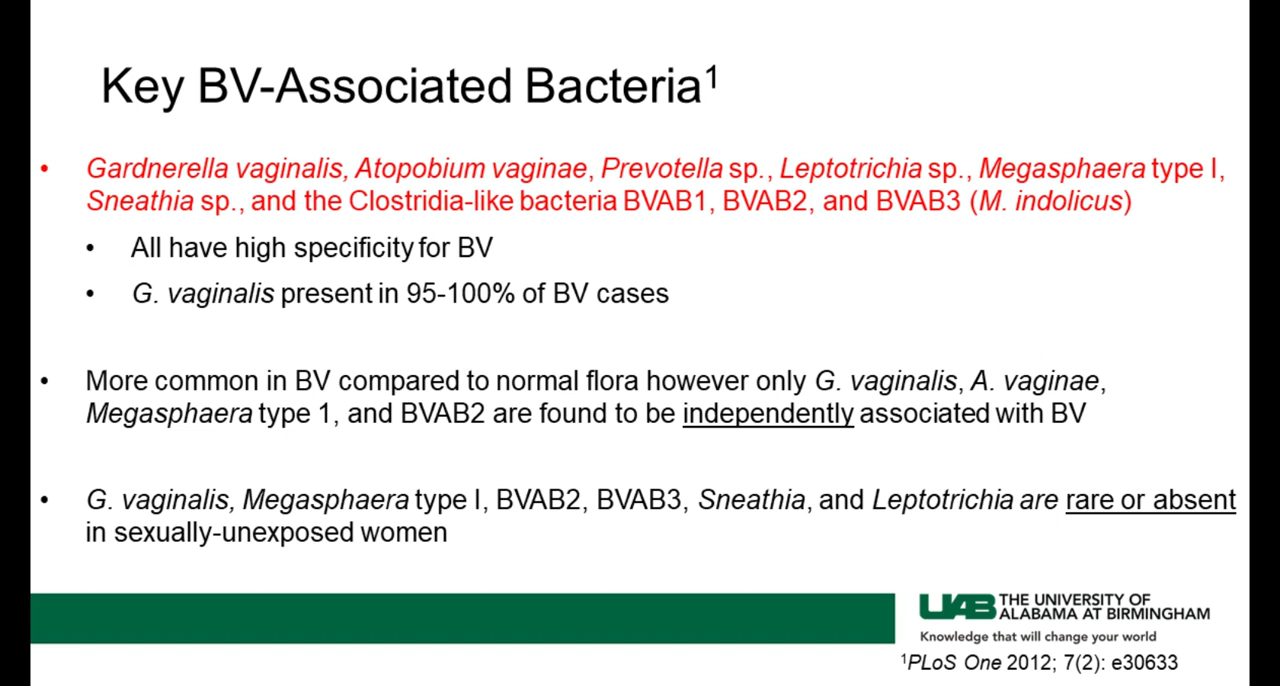 Key BV-Associated Bacteria¹
• Gardnerella vaginalis, Atopobium vaginae, Prevotella sp., Leptotrichia sp., Megasphaera type I,
Sneathia sp., and the Clostridia-like bacteria BVAB1, BVAB2, and BVAB3 (M. indolicus)
• All have high specificity for BV
• G. vaginalis present in 95-100% of BV cases
• More common in BV compared to normal flora however only G. vaginalis, A. vaginae,
Megasphaera type 1, and BVAB2 are found to be independently associated with BV
• G. vaginalis, Megasphaera type I, BVAB2, BVAB3, Sneathia, and Leptotrichia are rare or absent
in sexually-unexposed women
UAB THE UNIVERSITY OF
ALABAMA AT BIRMINGHAM
Knowledge that will change your world
¹PLoS One 2012; 7(2): e30633